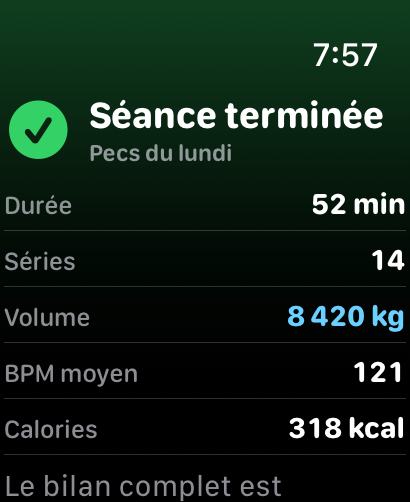 7:57
Séance terminée
Pecs du lundi
Durée 52 min
Séries 14
Volume 8 420 kg
BPM moyen 121
Calories 318 kcal
Le bilan complet est